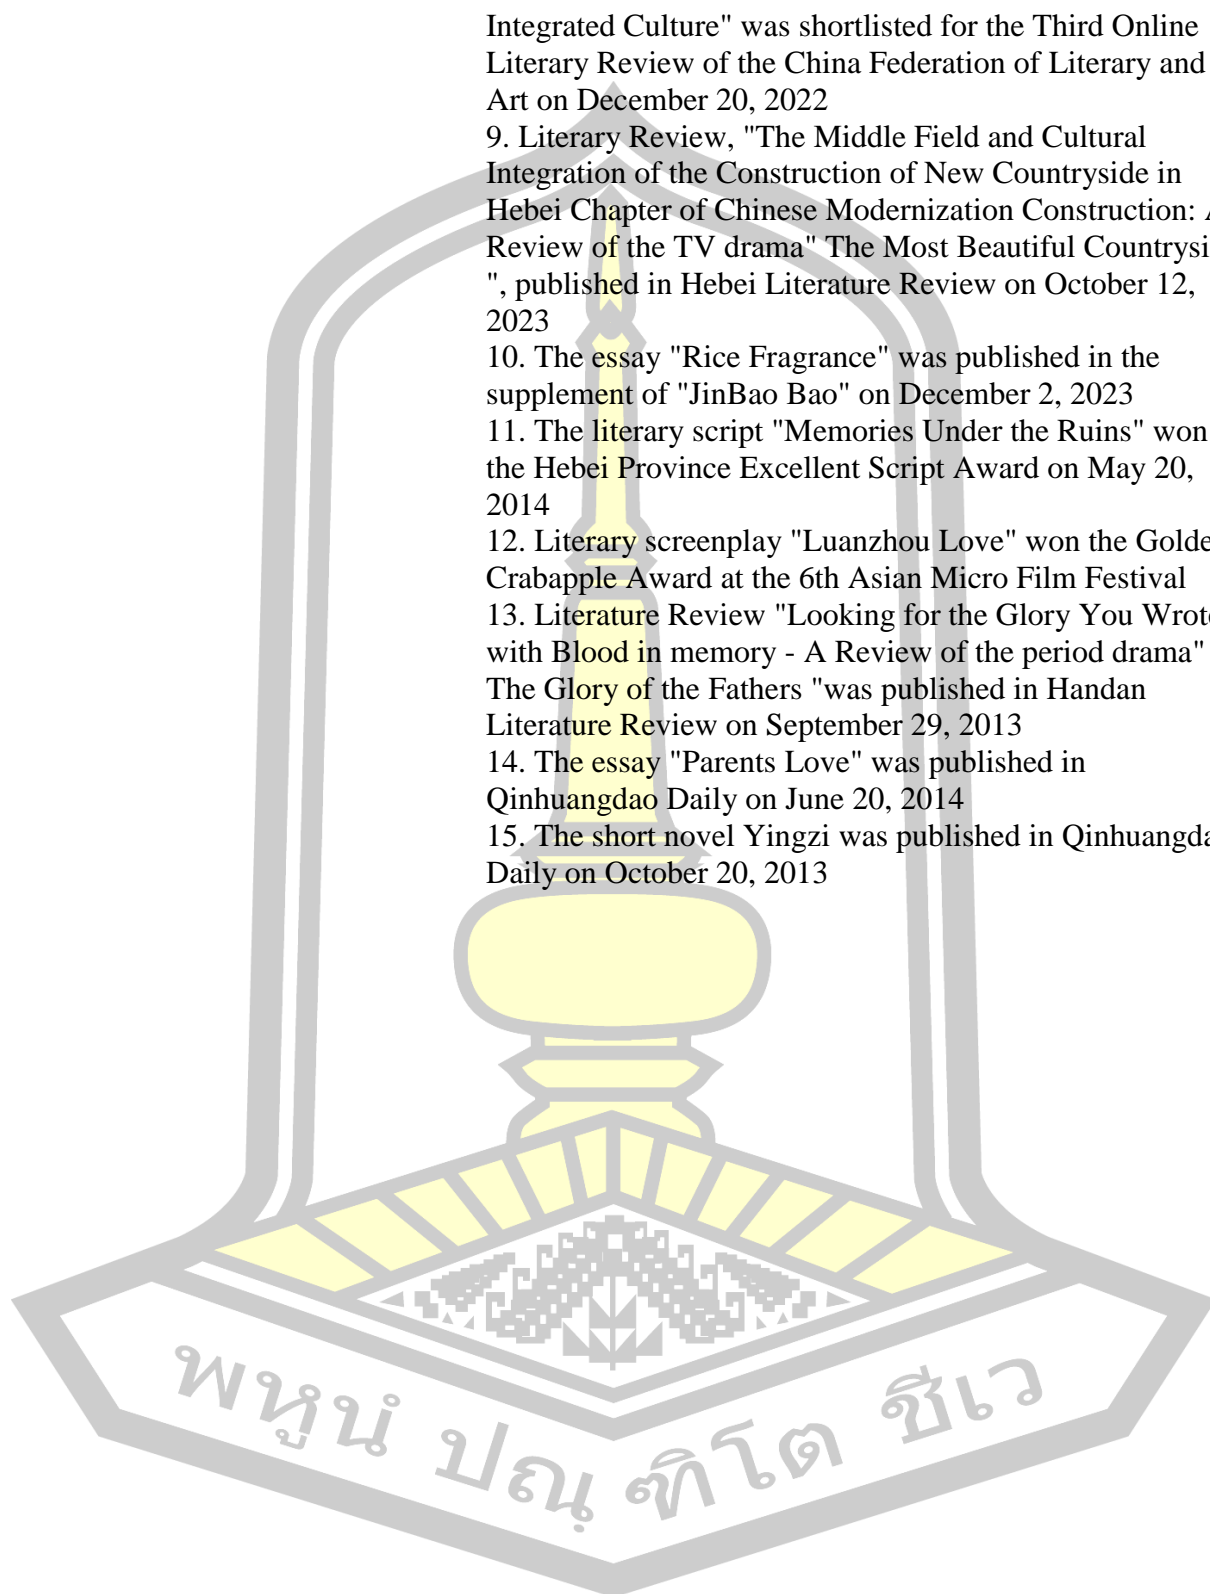 Integrated Culture" was shortlisted for the Third Online
Literary Review of the China Federation of Literary and
Art on December 20, 2022
9. Literary Review, "The Middle Field and Cultural
Integration of the Construction of New Countryside in
Hebei Chapter of Chinese Modernization Construction:
Review of the TV drama" The Most Beautiful
", published in Hebei Literature Review on October 12,
2023
10. The essay "Rice Fragrance" was published in the
supplement of "JinBao Bao" on December 2, 2023
11. The literary script "Memories Under the Ruins" won
the Hebei Province Excellent Script Award on May 20,
2014
12. Literary screenplay "Luanzhou Love" won the
Crabapple Award at the 6th Asian Micro Film Festival
13. Literature Review "Looking for the Glory You
with Blood in memory - A Review of the period drama"
The Glory of the Fathers "was published in Handan
Literature Review on September 29, 2013
14. The essay "Parents Love" was published in
Qinhuangdao Daily on June 20, 2014
15. The short novel Yingzi was published in
Daily on October 20, 2013
พหูนํ ปณฺ ฑิโต ชีเว